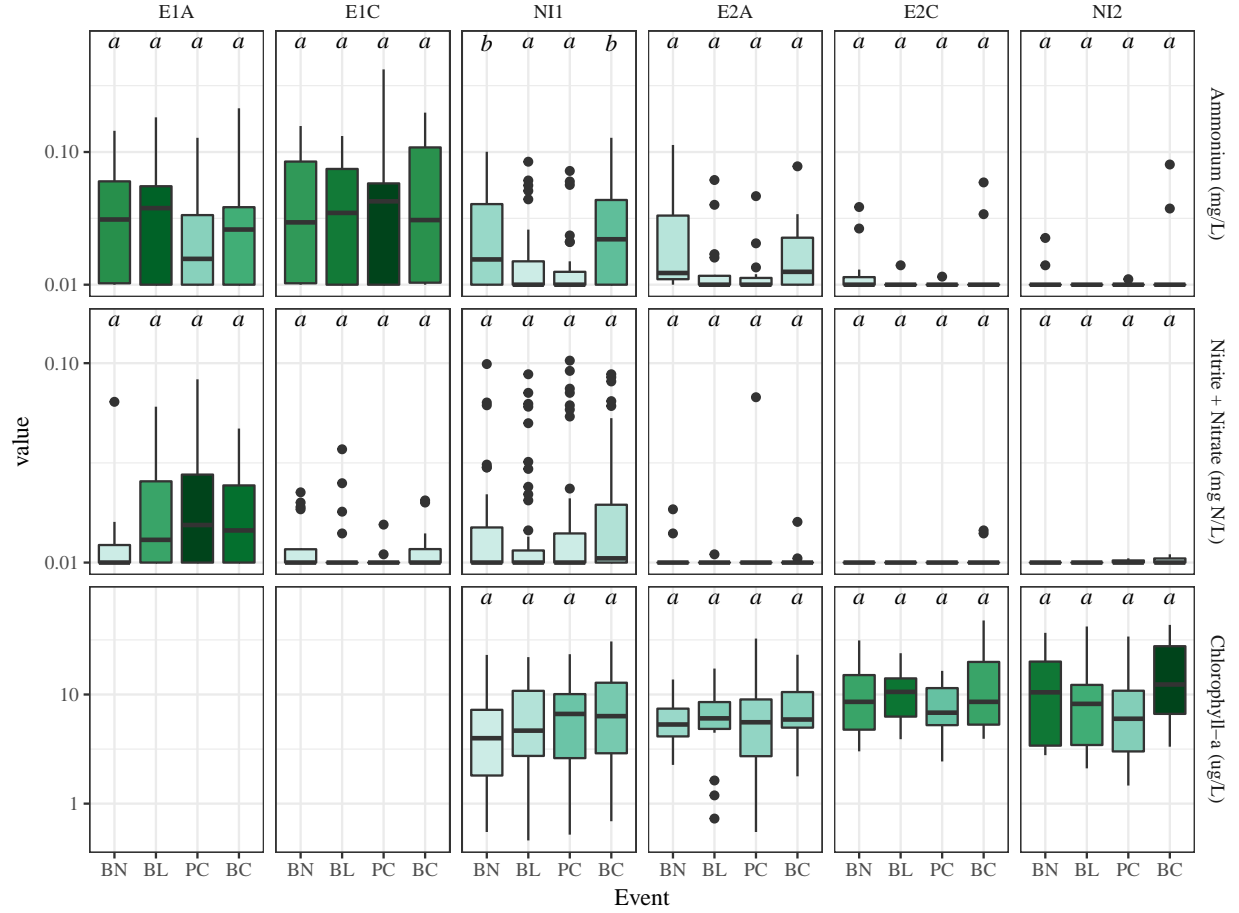 E1A E1C NI1 E2A E2C NI2
a a a a a a a a b a a b a a a a a a a a a a a a
Ammonium (mg/L)
0.10
0.01
a a a a a a a a a a a a a a a a a a a a a a a a
Nitrite + Nitrate (mg N/L)
0.10
0.01
value
a a a a a a a a a a a a a a a a
Chlorophyll−a (ug/L)
10
1
BN BL PC BC BN BL PC BC BN BL PC BC BN BL PC BC BN BL PC BC BN BL PC BC
Event